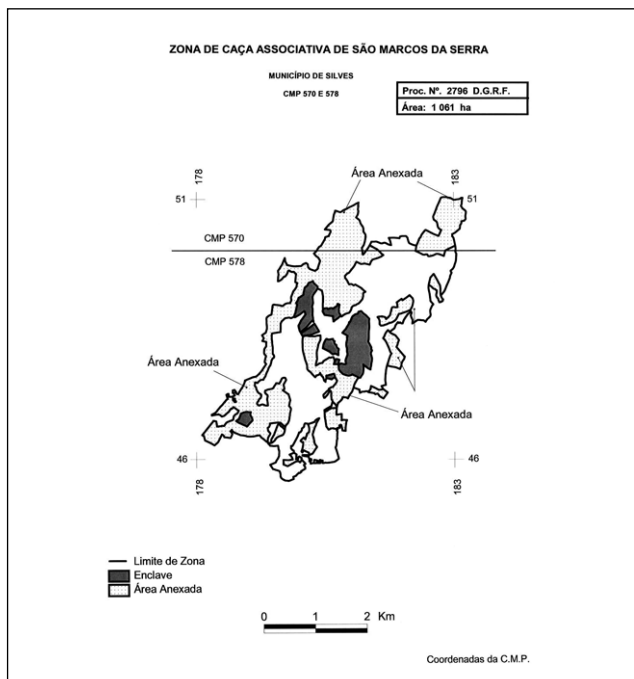 ZONA DE CAÇA ASSOCIATIVA DE SÃO MARCOS DA SERRA
MUNICÍPIO DE SILVES
CMP 570 E 578
Proc. Nº. 2796 D.G.R.F.
Área: 1 061 ha
178
183
51
51
Área Anexada
CMP 570
CMP 578
Área Anexada
Área Anexada
46
46
178
183
Limite de Zona
Enclave
Área Anexada
0 1 2 Km
Coordenadas da C.M.P.